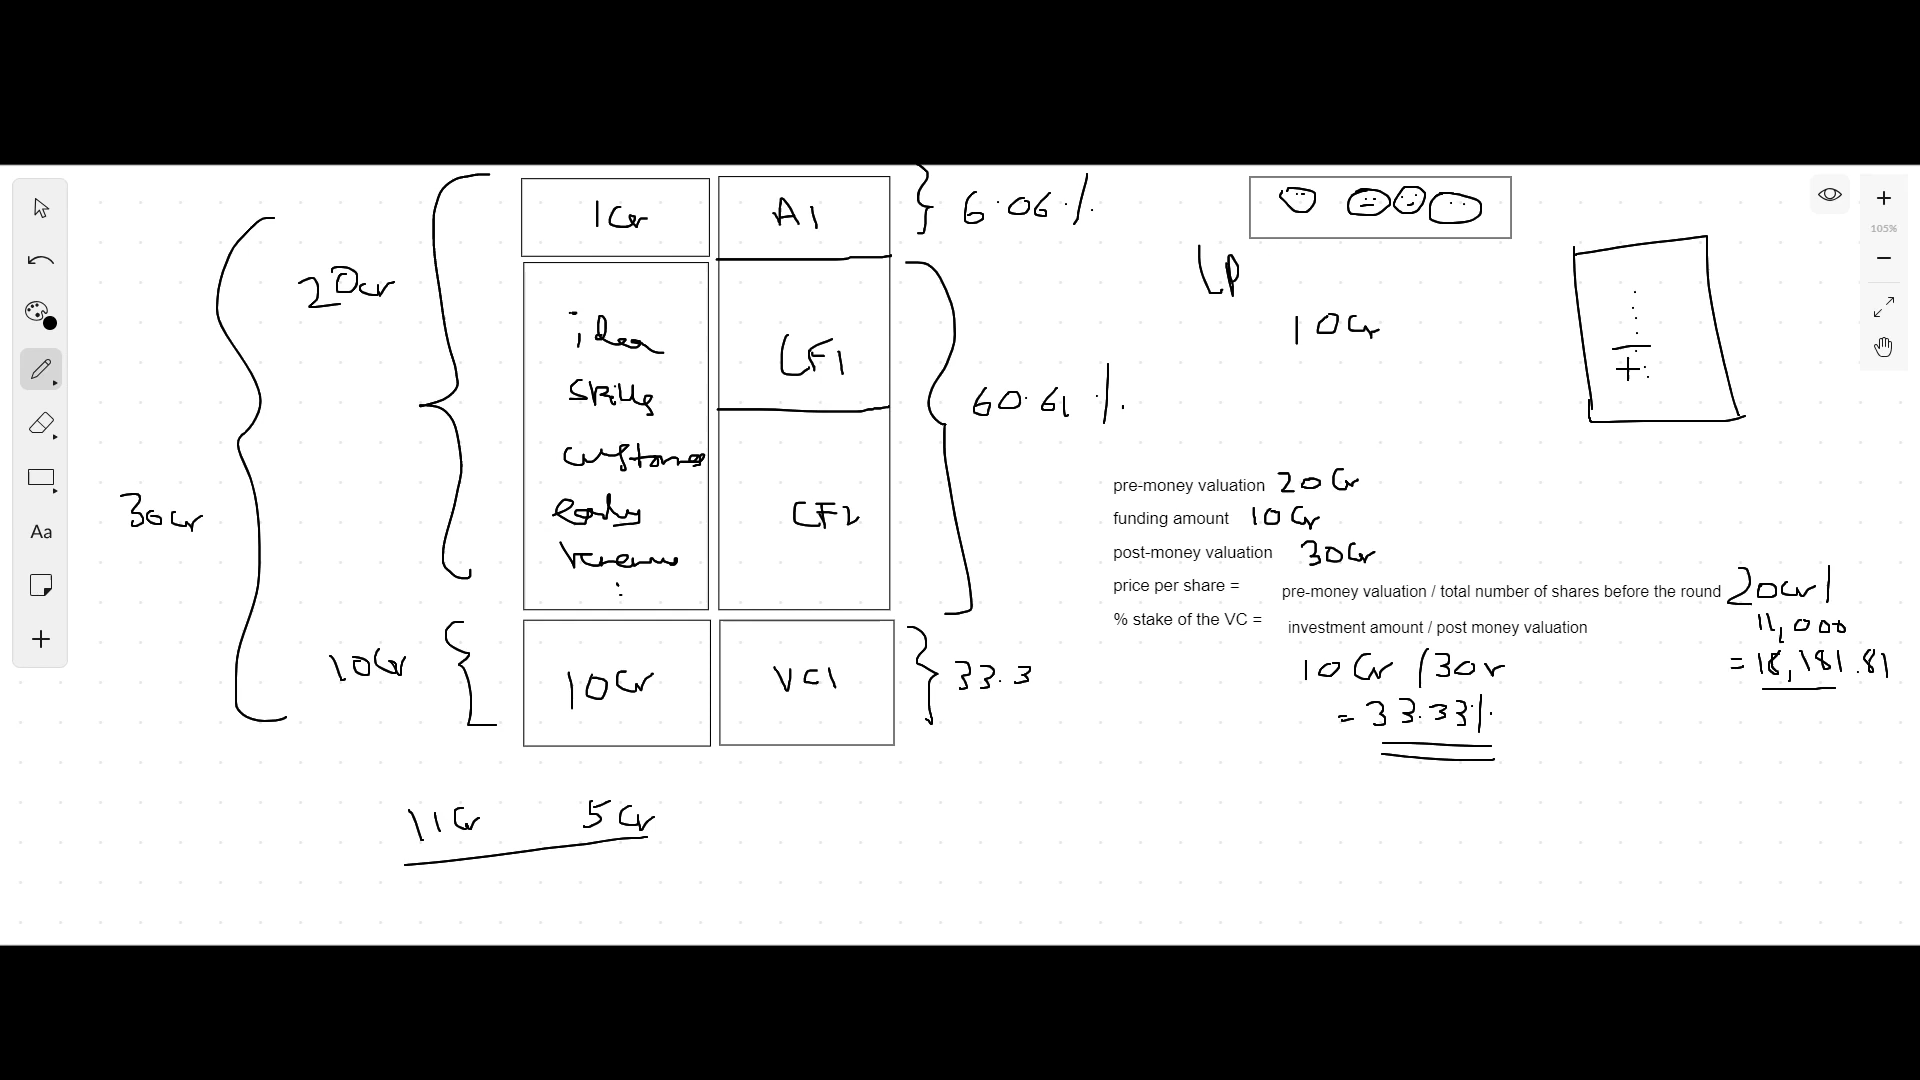 1Cr
A1
6.06%
20cr
idea
skills
customers
early
revenue
CF1
CF2
60.61%
30cr
10Cr
10Cr
VC1
33.3
11Cr 5Cr
LP
10Cr
105%
Aa
pre-money valuation 20Cr
funding amount 10Cr
post-money valuation 30Cr
price per share = pre-money valuation / total number of shares before the round 20cr/
11,000
= 18,181.81
% stake of the VC = investment amount / post money valuation
10Cr/30r
= 33.33%